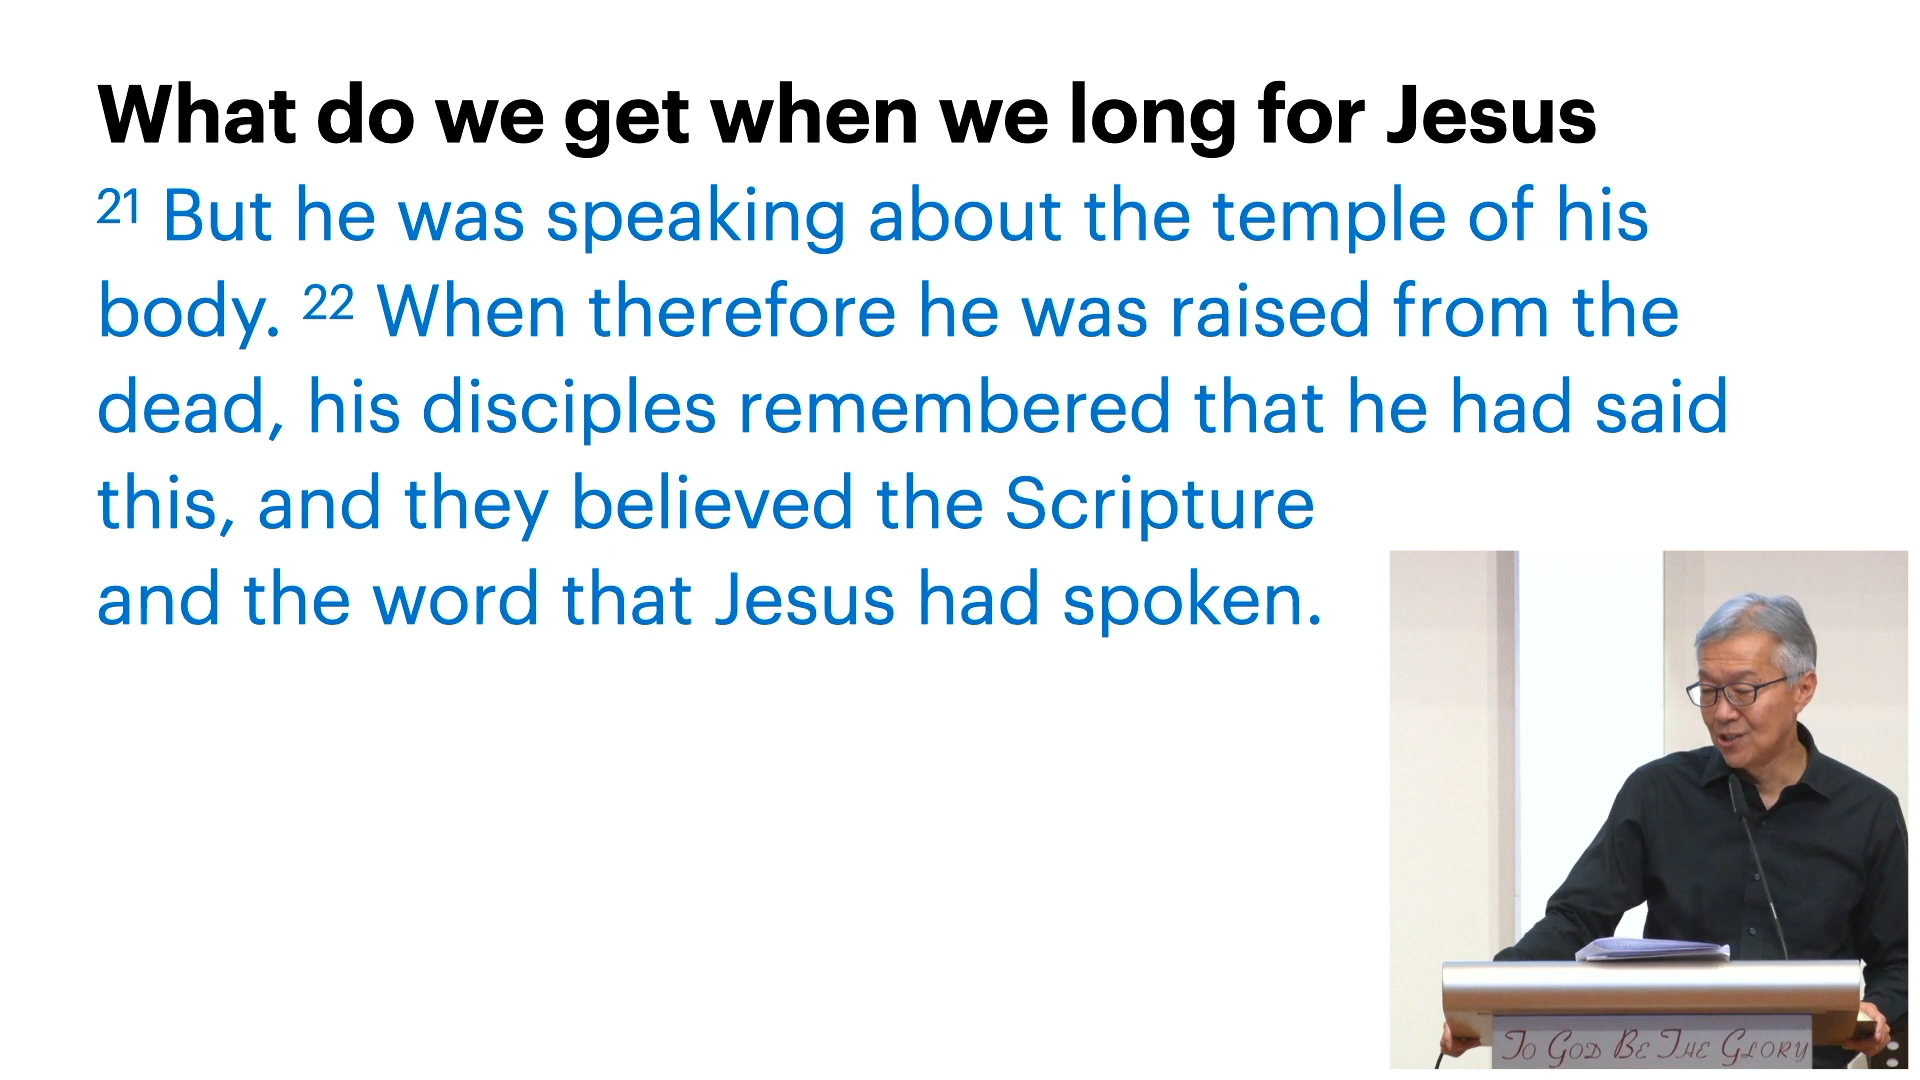 What do we get when we long for Jesus
21 But he was speaking about the temple of his
body. 22 When therefore he was raised from the
dead, his disciples remembered that he had said
this, and they believed the Scripture
and the word that Jesus had spoken.
To God Be The Glory